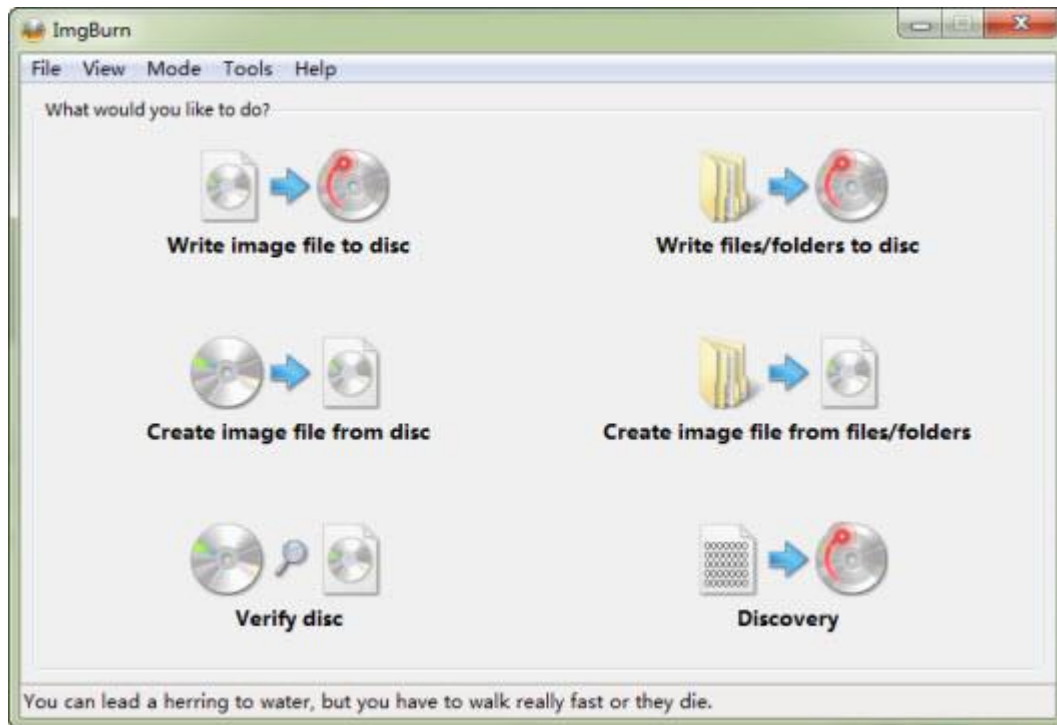 ImgBurn
File View Mode Tools Help
What would you like to do?
Write image file to disc
Write files/folders to disc
Create image file from disc
Create image file from files/folders
Verify disc
Discovery
You can lead a herring to water, but you have to walk really fast or they die.